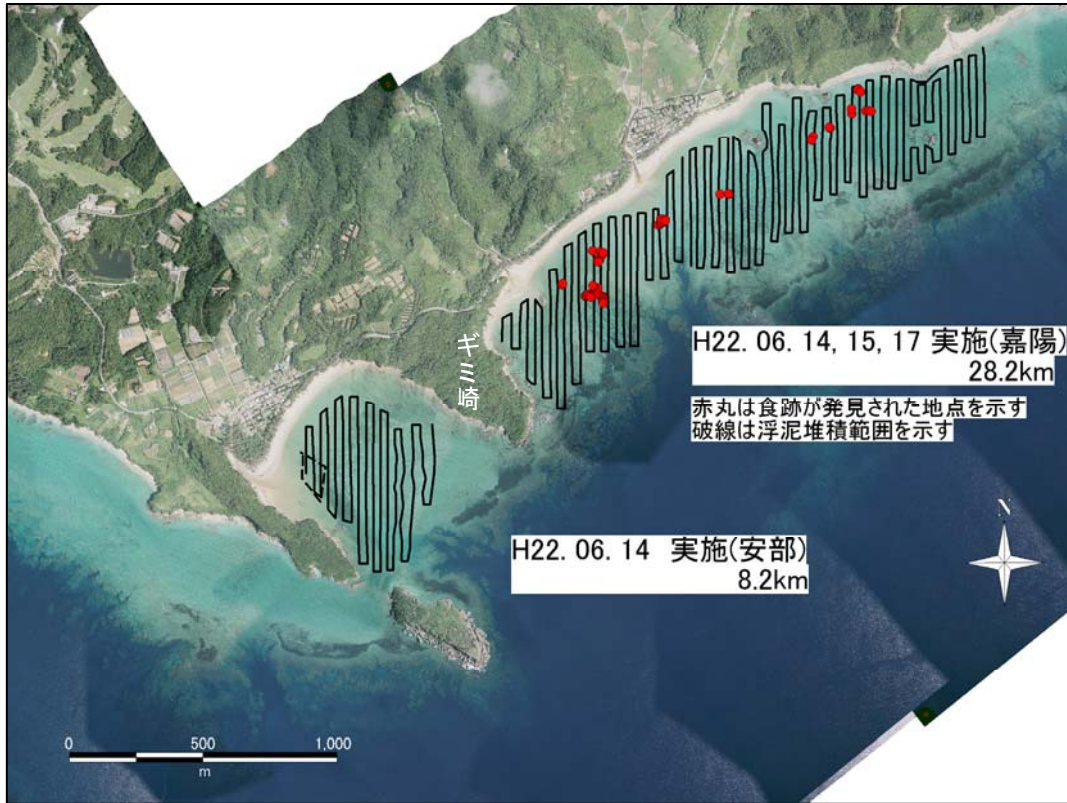 ギミ崎
H22.06.14,15,17 実施(嘉陽)
28.2km
赤丸は食跡が発見された地点を示す
破線は浮泥堆積範囲を示す
H22.06.14 実施(安部)
8.2km
N
0 500 1,000
m